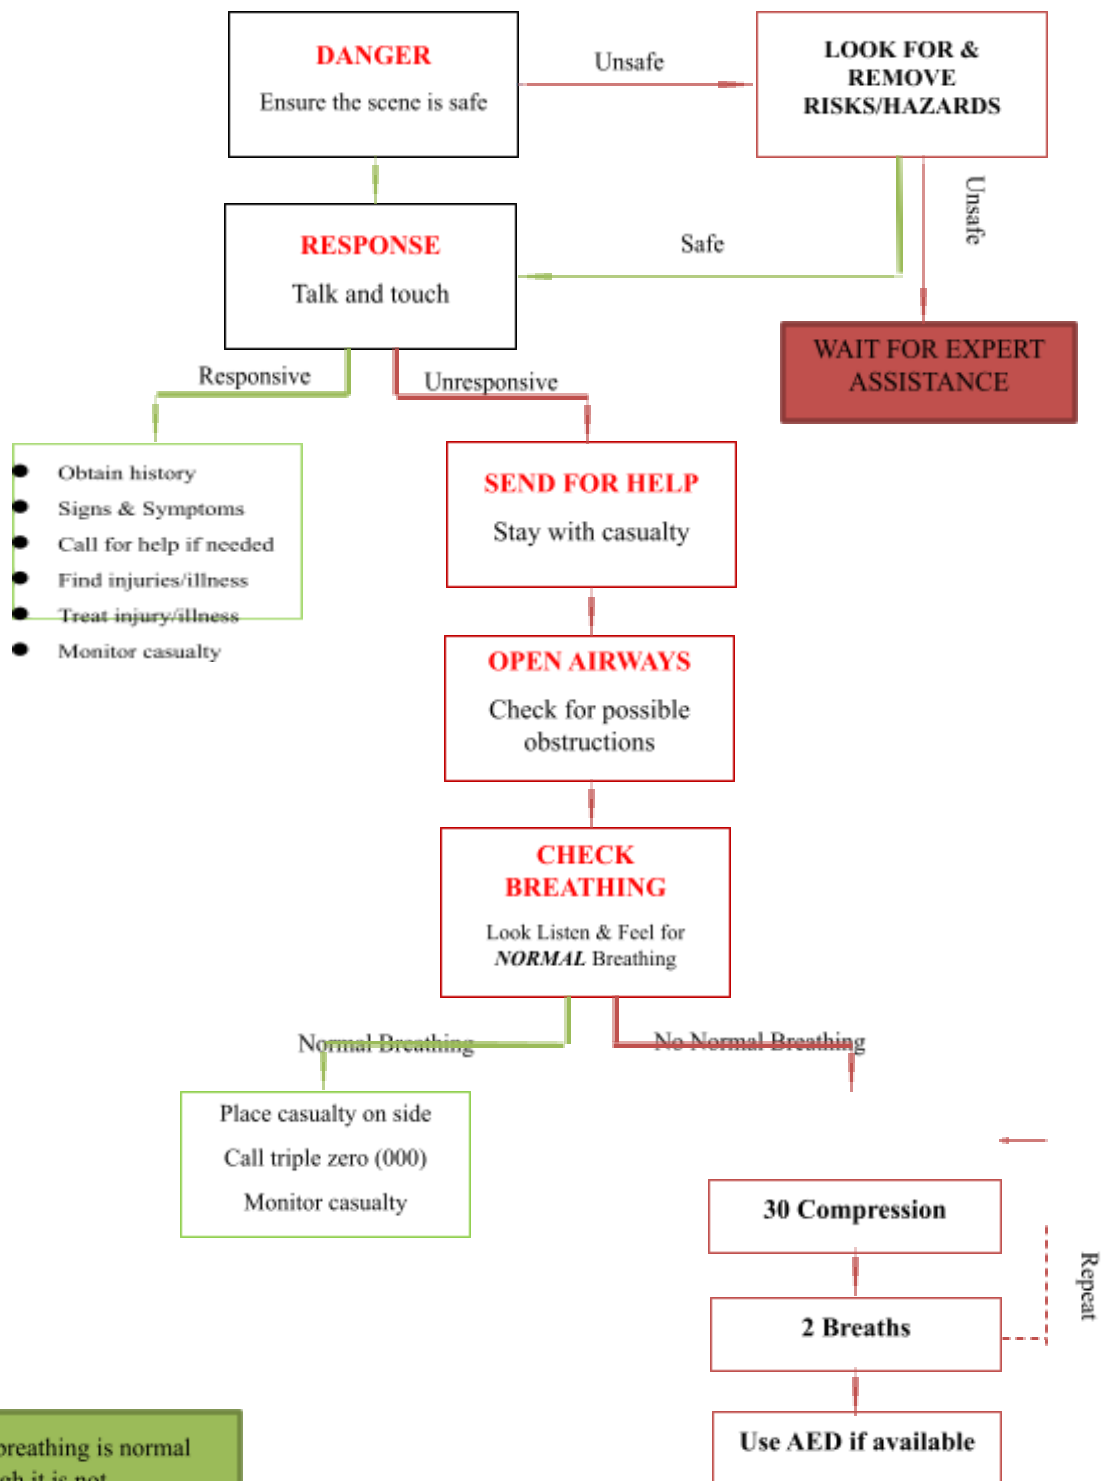 DANGER
Ensure the scene is safe
Unsafe
LOOK FOR &
REMOVE
RISKS/HAZARDS
Unsafe
Safe
RESPONSE
Talk and touch
WAIT FOR EXPERT
ASSISTANCE
Responsive
Unresponsive
● Obtain history
● Signs & Symptoms
● Call for help if needed
● Find injuries/illness
● Treat injury/illness
● Monitor casualty
SEND FOR HELP
Stay with casualty
OPEN AIRWAYS
Check for possible
obstructions
CHECK
BREATHING
Look Listen & Feel for
NORMAL Breathing
Normal Breathing
No Normal Breathing
Place casualty on side
Call triple zero (000)
Monitor casualty
30 Compression
Repeat
2 Breaths
Use AED if available
breathing is normal
it is not